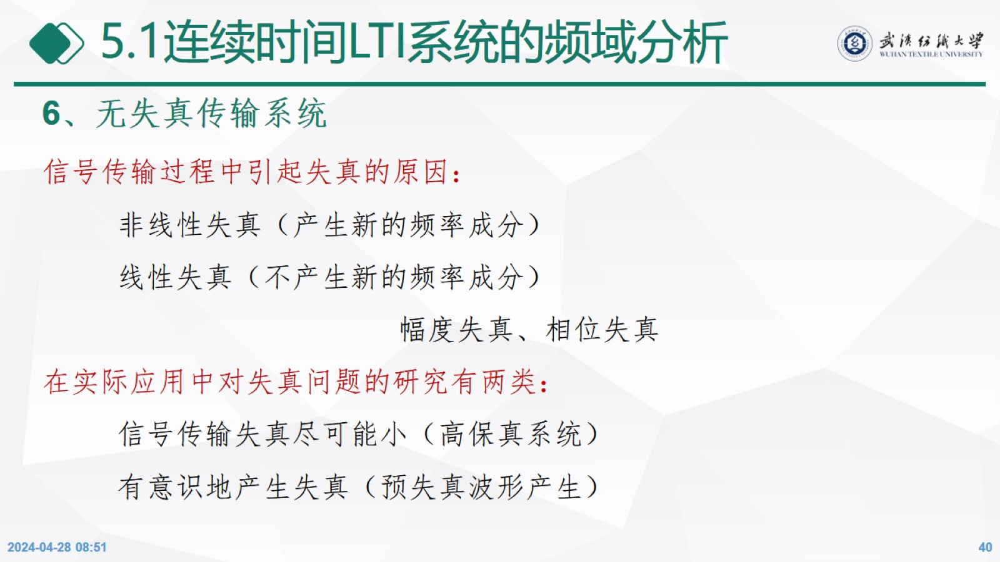 5.1连续时间LTI系统的频域分析
武汉纺织大学
WUHAN TEXTILE UNIVERSITY
6、无失真传输系统
信号传输过程中引起失真的原因：
非线性失真（产生新的频率成分）
线性失真（不产生新的频率成分）
幅度失真、相位失真
在实际应用中对失真问题的研究有两类：
信号传输失真尽可能小（高保真系统）
有意识地产生失真（预失真波形产生）
2024-04-28 08:51
40